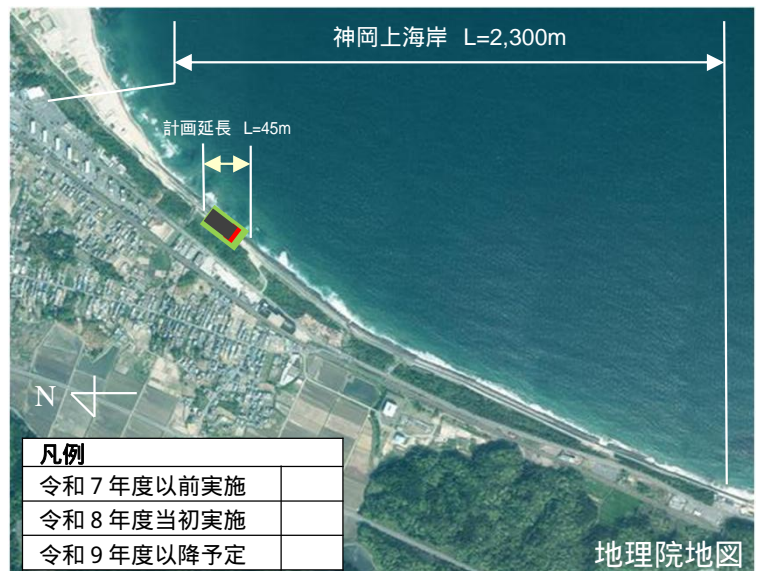 神岡上海岸 L=2,300m
計画延長 L=45m
N
凡例
令和７年度以前実施
令和８年度当初実施
令和９年度以降予定
地理院地図